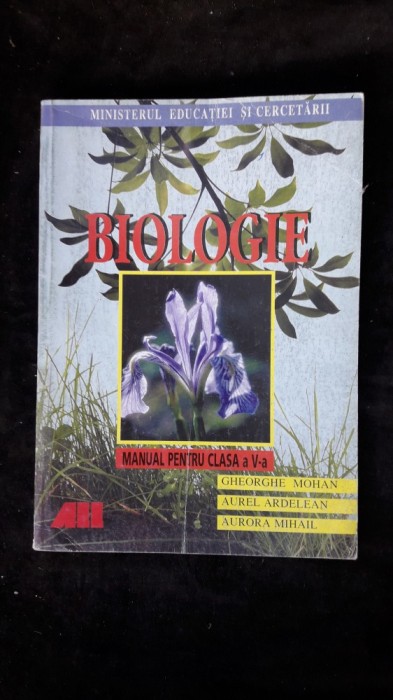 MINISTERUL EDUCAȚIEI ȘI CERCETĂRII
BIOLOGIE
MANUAL PENTRU CLASA a V-a
GHEORGHE MOHAN
AUREL ARDELEAN
AURORA MIHAIL
ALL